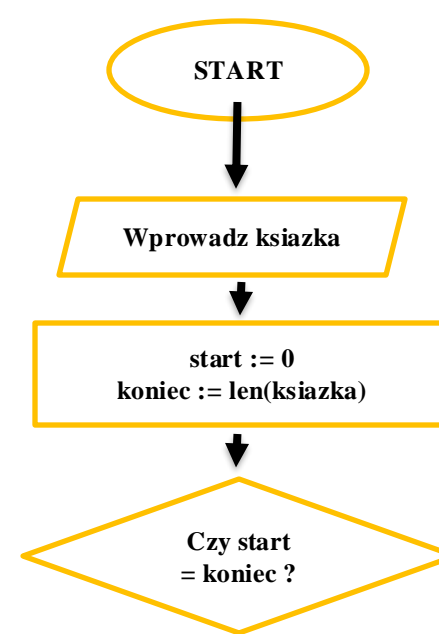 START
Wprowadz ksiazka
start := 0
koniec := len(ksiazka)
Czy start
= koniec ?